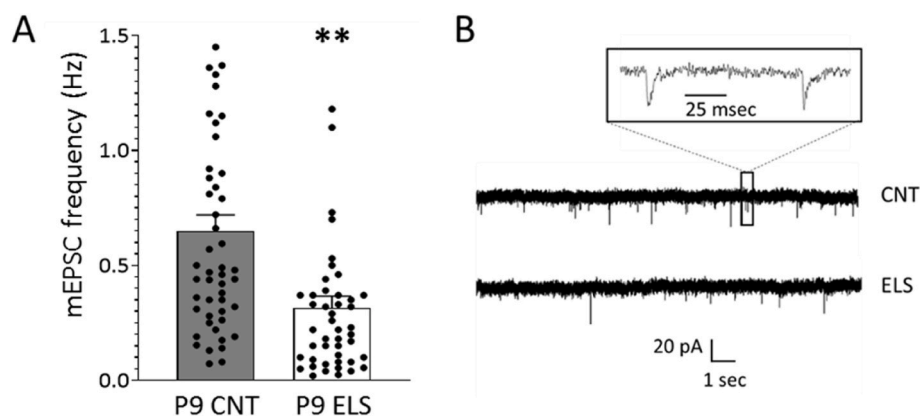 A
mEPSC frequency (Hz)
1.5
1.0
0.5
0.0
**
P9 CNT
P9 ELS
B
25 msec
CNT
ELS
20 pA
1 sec